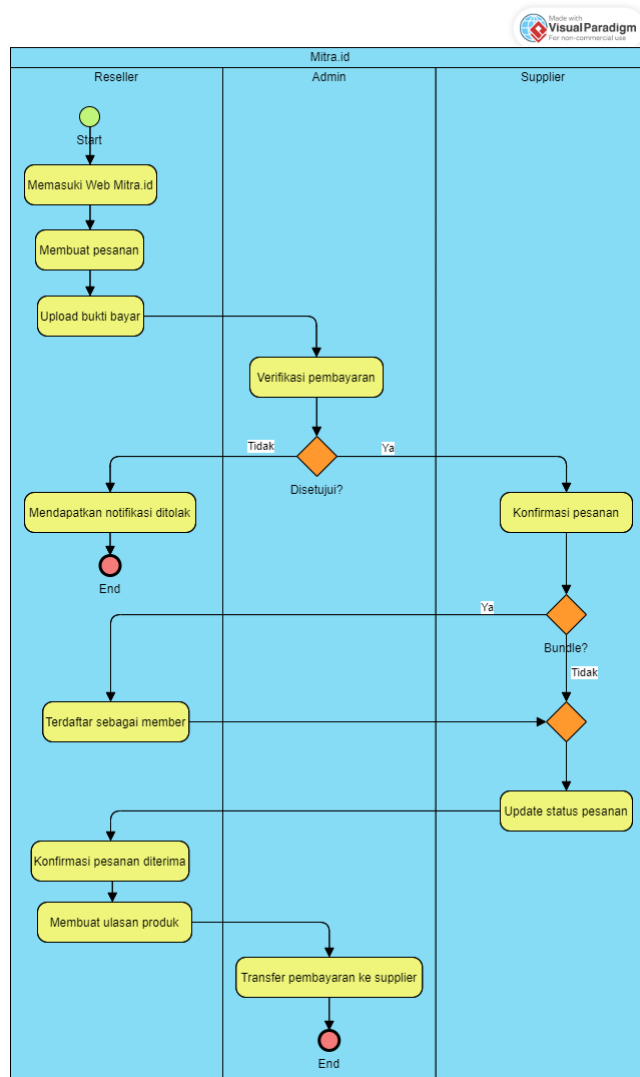 Made with
VisualParadigm
For non-commercial use
Mitra.id
Reseller
Admin
Supplier
Start
Memasuki Web Mitra.id
Membuat pesanan
Upload bukti bayar
Verifikasi pembayaran
Tidak
Ya
Disetujui?
Mendapatkan notifikasi ditolak
Konfirmasi pesanan
End
Ya
Bundle?
Tidak
Terdaftar sebagai member
Update status pesanan
Konfirmasi pesanan diterima
Membuat ulasan produk
Transfer pembayaran ke supplier
End